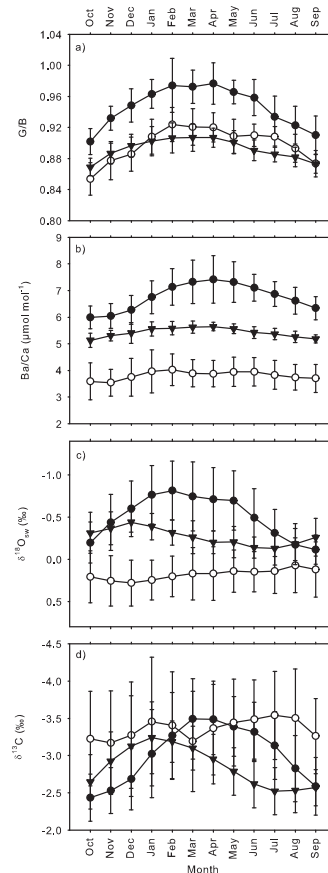 Oct Nov Dec Jan Feb Mar Apr May Jun Jul Aug Sep
a)
1.04
1.00
0.96
0.92
0.88
0.84
0.80
G/B
b)
9
8
7
6
5
4
3
2
Ba/Ca (µmol mol⁻¹)
c)
-1.0
-0.5
0.0
0.5
δ¹⁸Osw (‰)
d)
-4.5
-4.0
-3.5
-3.0
-2.5
-2.0
δ¹³C (‰)
Oct Nov Dec Jan Feb Mar Apr May Jun Jul Aug Sep
Month